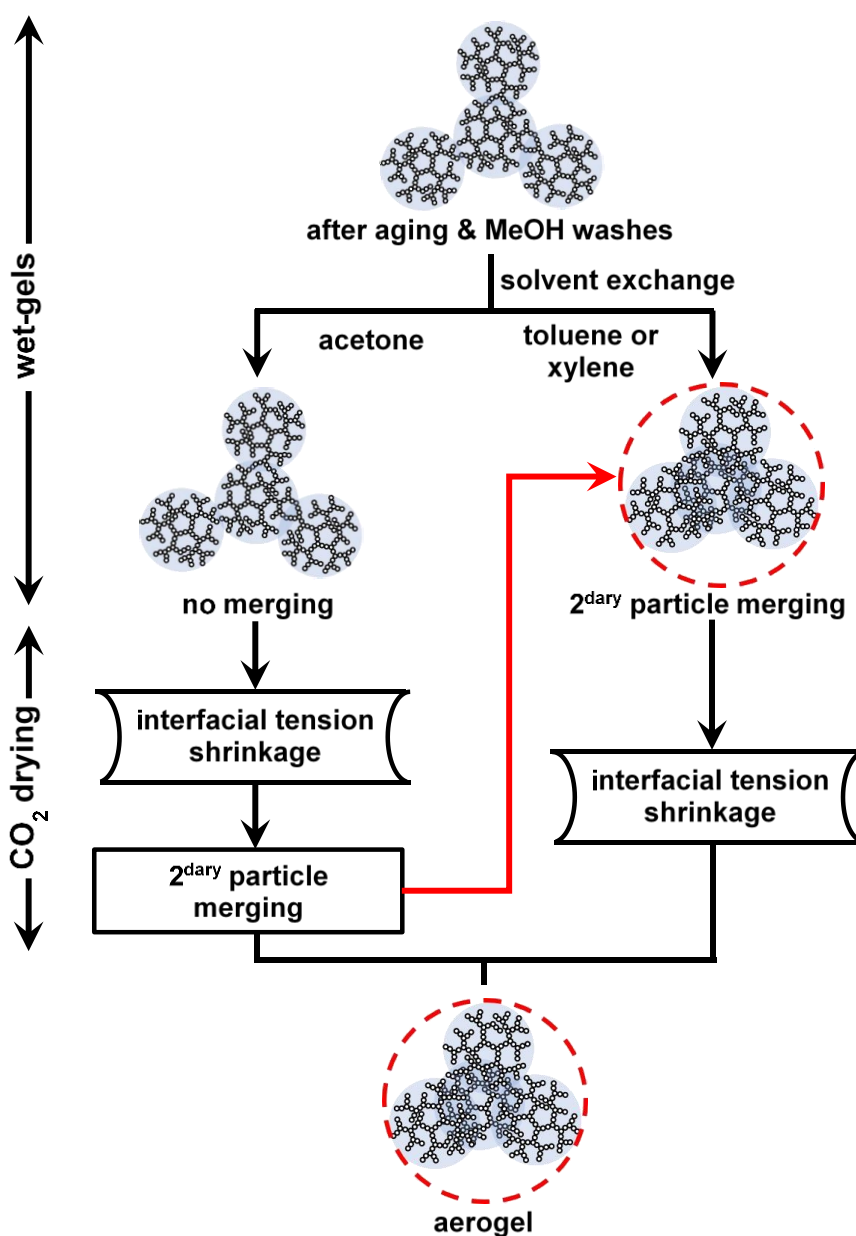 after aging & MeOH washes
solvent exchange
acetone
toluene or
xylene
wet-gels
no merging
2dary particle merging
CO2 drying
interfacial tension
shrinkage
interfacial tension
shrinkage
2dary particle
merging
aerogel